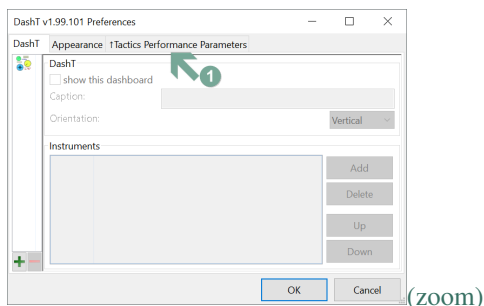 DashT v1.99.101 Preferences
DashT Appearance !Tactics Performance Parameters
DashT
show this dashboard
1
Caption:
Orientation: Vertical
Instruments
Add
Delete
Up
Down
OK Cancel
(zoom)